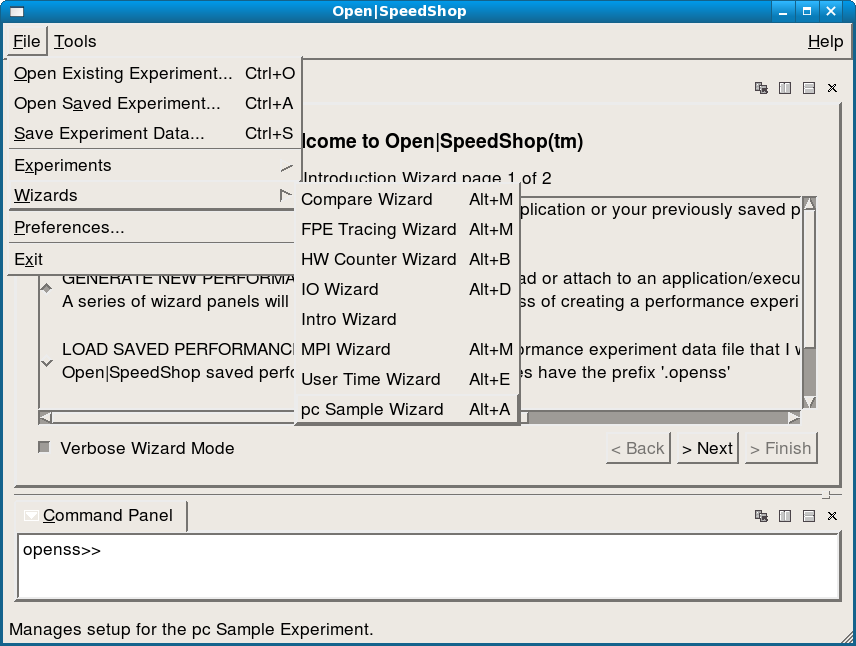 Open|SpeedShop
File Tools Help
Open Existing Experiment... Ctrl+O
Open Saved Experiment... Ctrl+A
Save Experiment Data... Ctrl+S
Experiments
Wizards
Preferences...
Exit
Compare Wizard Alt+M
FPE Tracing Wizard Alt+M
HW Counter Wizard Alt+B
IO Wizard Alt+D
Intro Wizard
MPI Wizard Alt+M
User Time Wizard Alt+E
pc Sample Wizard Alt+A
lcome to Open|SpeedShop(tm)
Introduction Wizard page 1 of 2
plication or your previously saved p
GENERATE NEW PERFORMA ad or attach to an application/execu
A series of wizard panels will ss of creating a performance experi
LOAD SAVED PERFORMANC ormance experiment data file that I w
Open|SpeedShop saved perfo es have the prefix '.openss'
Verbose Wizard Mode
< Back > Next > Finish
Command Panel
openss>>
Manages setup for the pc Sample Experiment.